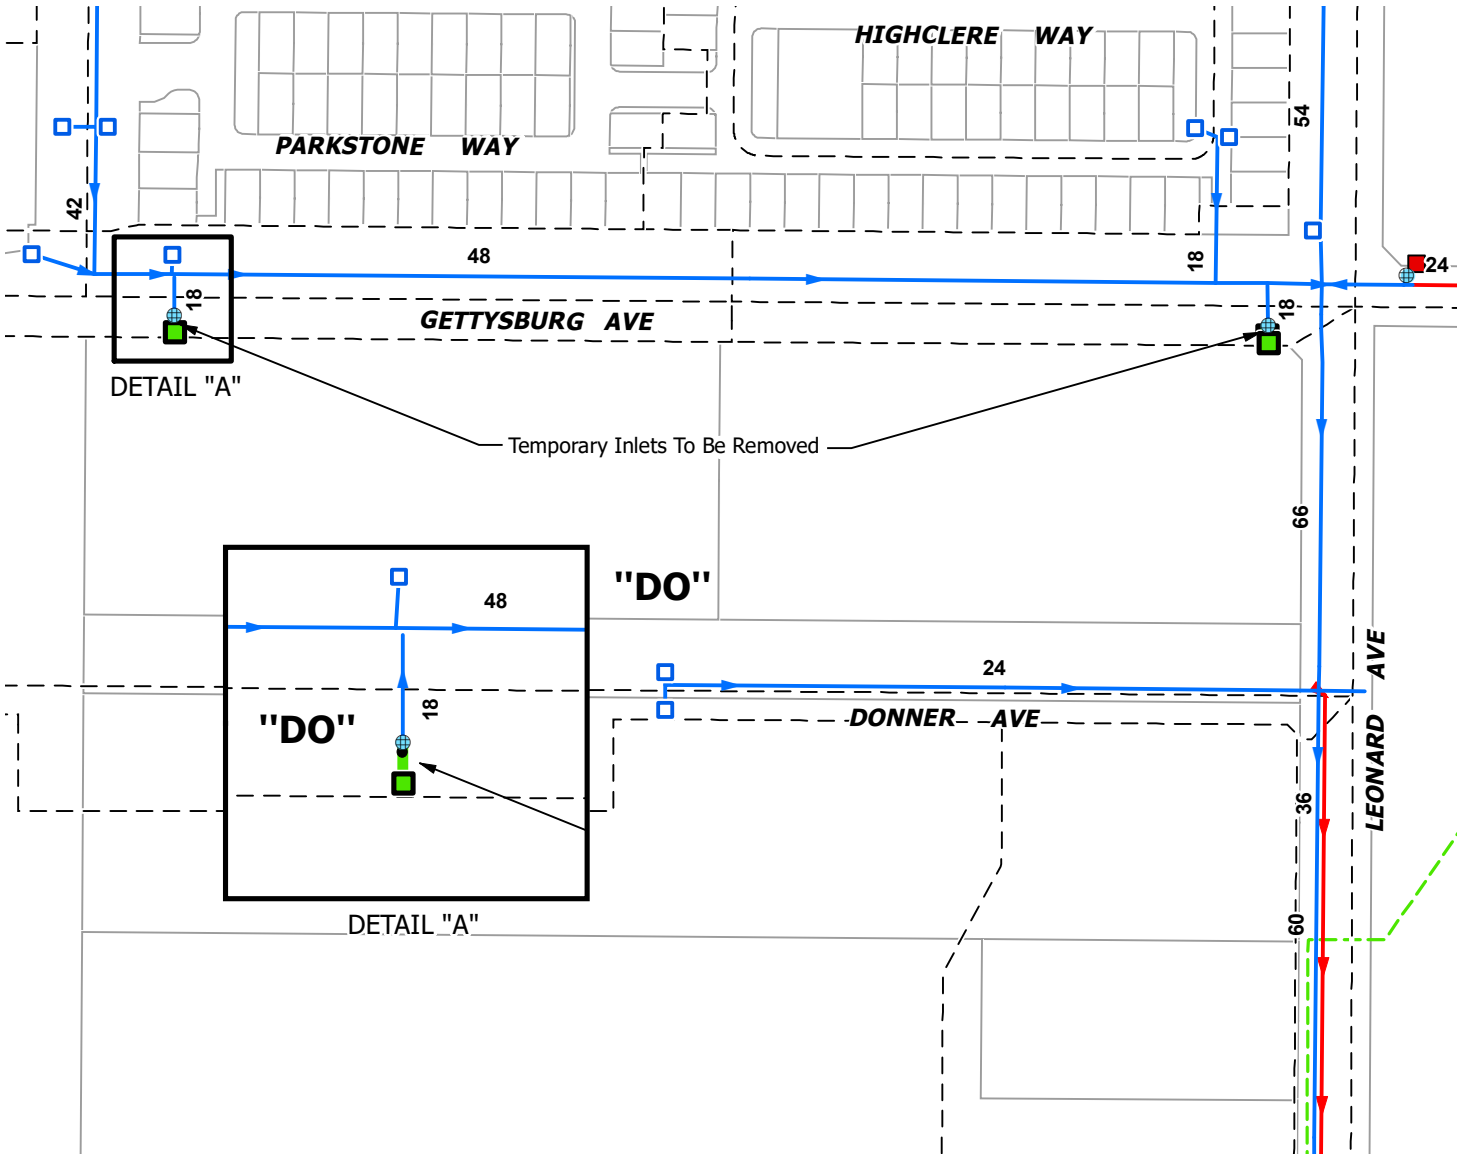 HIGHCLERE WAY
54
PARKSTONE WAY
42
48
18
24
18
18
GETTYSBURG AVE
DETAIL "A"
Temporary Inlets To Be Removed
66
"DO"
48
24
AVE
18
"DO"
DONNER AVE
LEONARD
36
60
DETAIL "A"